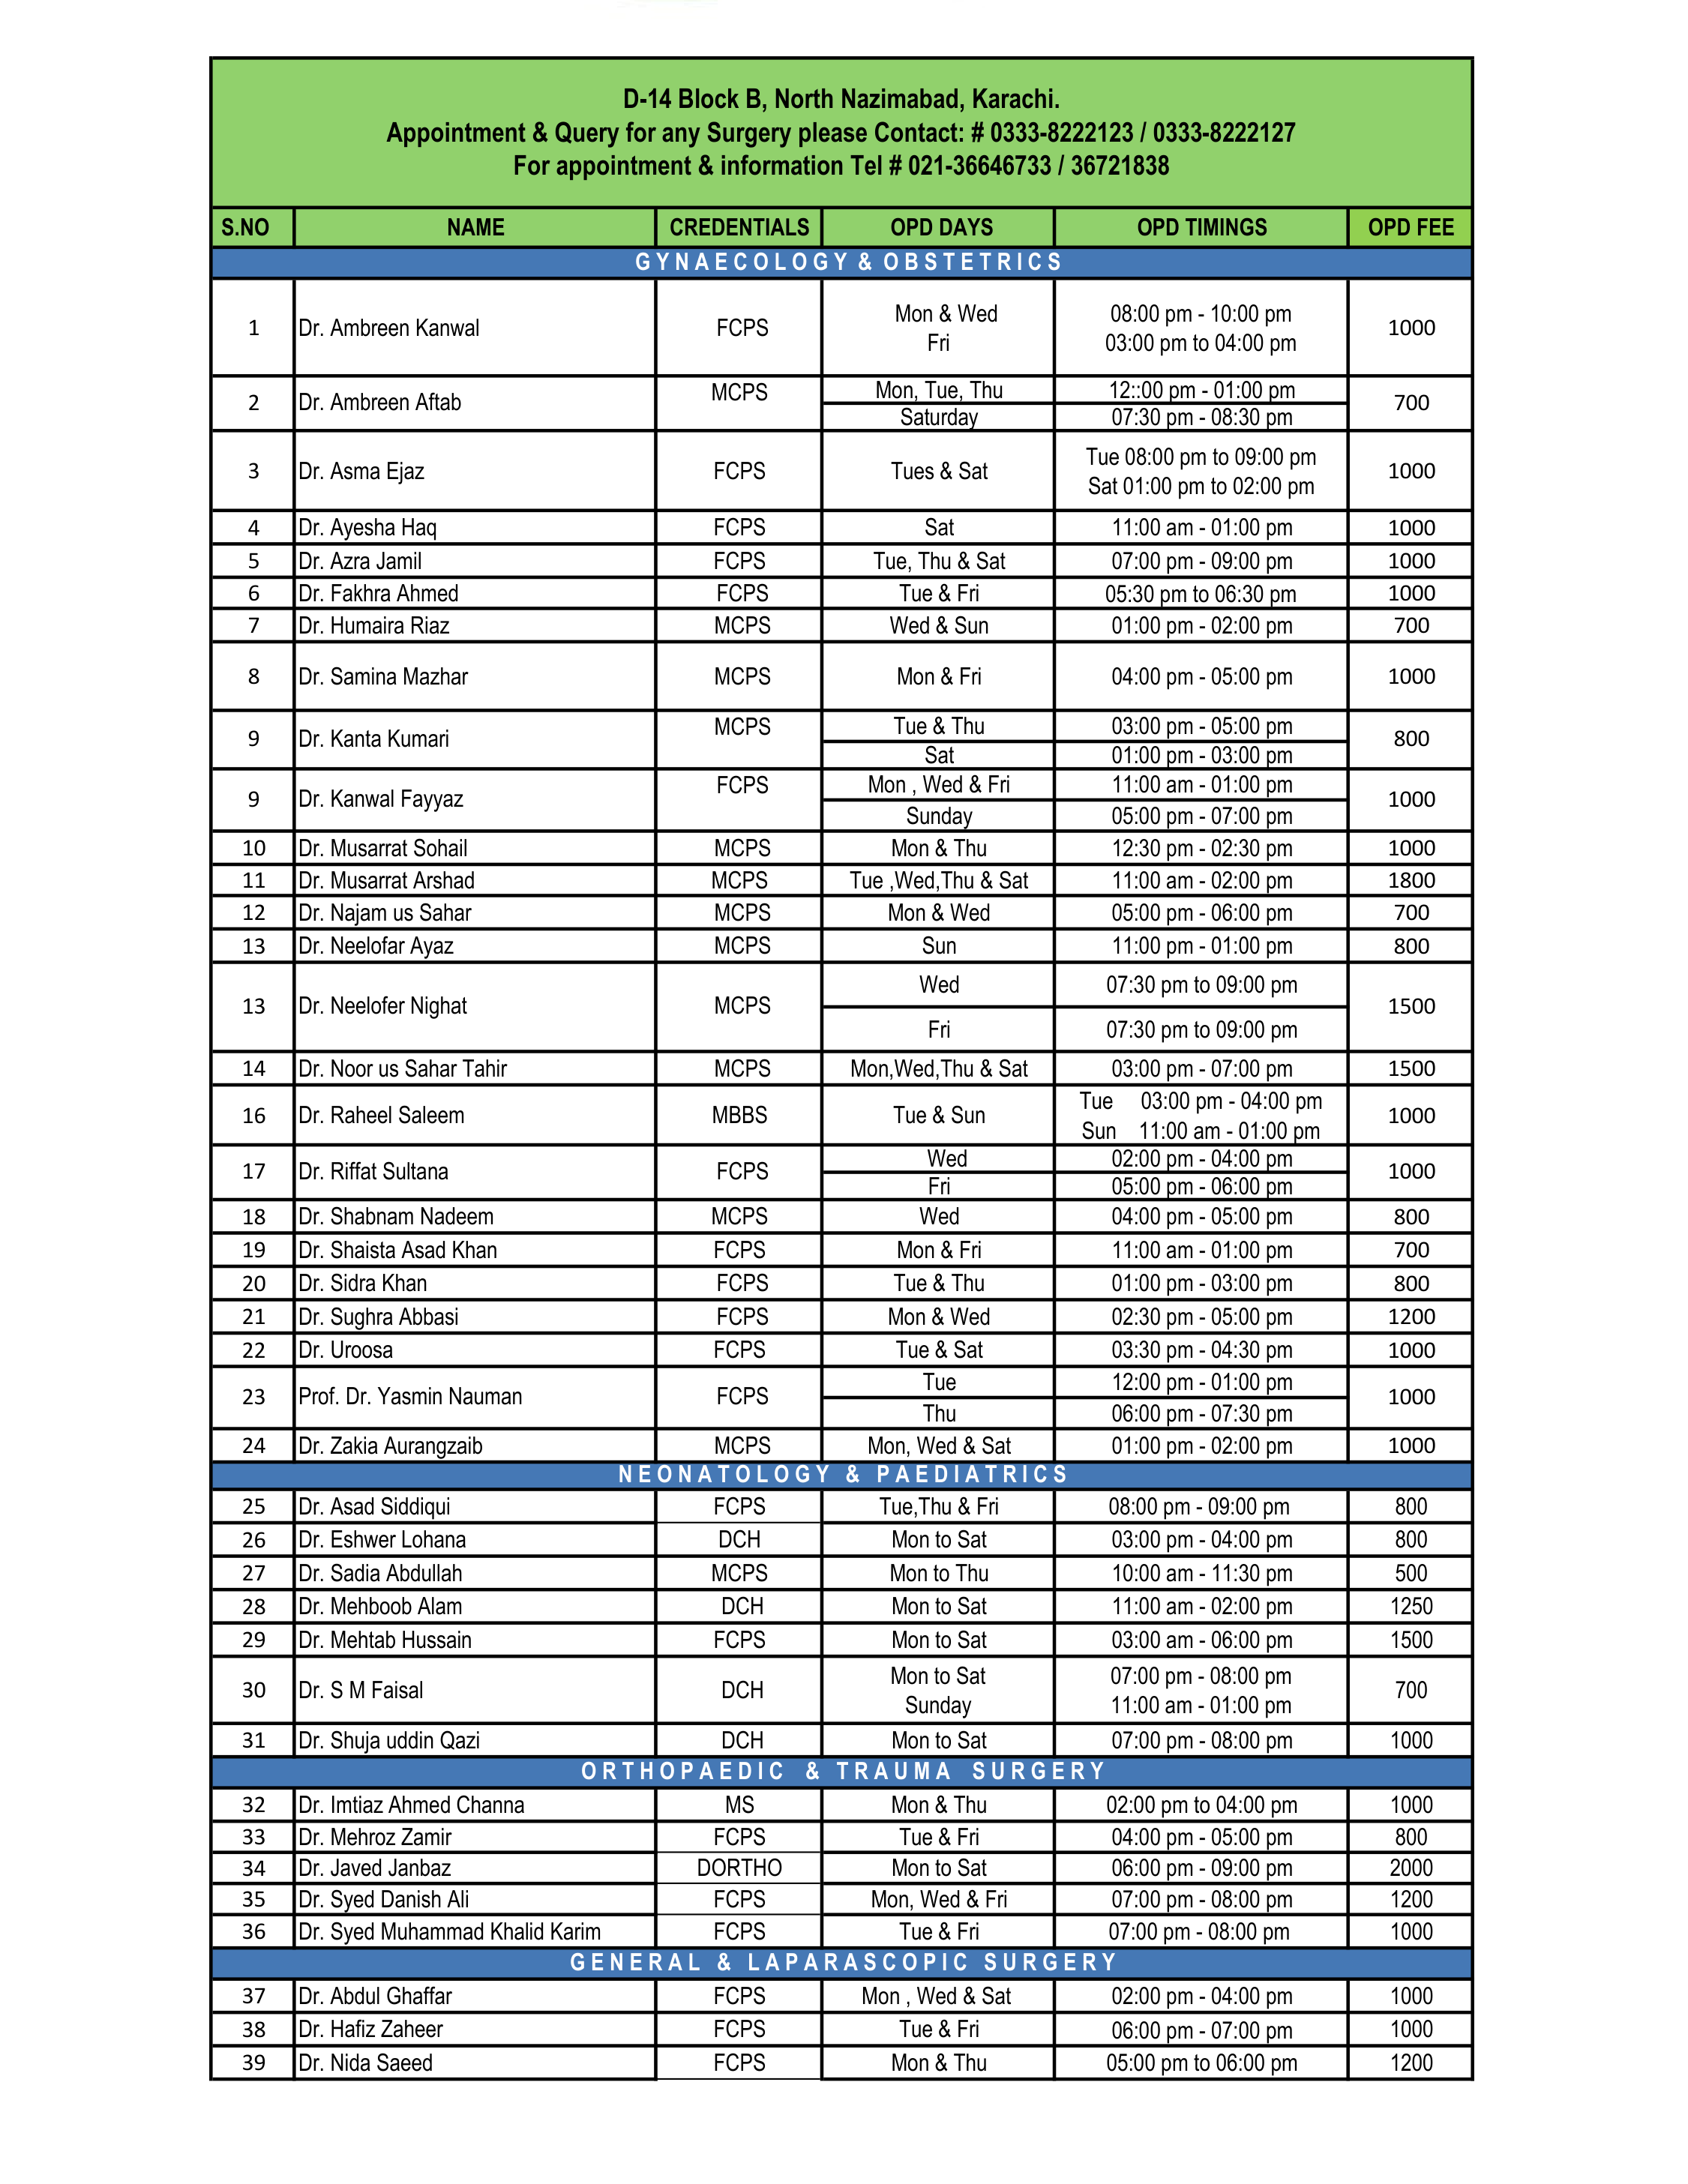 D-14 Block B, North Nazimabad, Karachi.
Appointment & Query for any Surgery please Contact: # 0333-8222123 / 0333-8222127
For appointment & information Tel # 021-36646733 / 36721838
S.NO NAME CREDENTIALS OPD DAYS OPD TIMINGS OPD FEE
GYNAECOLOGY & OBSTETRICS
1 Dr. Ambreen Kanwal FCPS Mon & Wed 08:00 pm - 10:00 pm 1000
Fri 03:00 pm to 04:00 pm
2 Dr. Ambreen Aftab MCPS Mon, Tue, Thu 12::00 pm - 01:00 pm 700
Saturday 07:30 pm - 08:30 pm
3 Dr. Asma Ejaz FCPS Tues & Sat Tue 08:00 pm to 09:00 pm 1000
Sat 01:00 pm to 02:00 pm
4 Dr. Ayesha Haq FCPS Sat 11:00 am - 01:00 pm 1000
5 Dr. Azra Jamil FCPS Tue, Thu & Sat 07:00 pm - 09:00 pm 1000
6 Dr. Fakhra Ahmed FCPS Tue & Fri 05:30 pm to 06:30 pm 1000
7 Dr. Humaira Riaz MCPS Wed & Sun 01:00 pm - 02:00 pm 700
8 Dr. Samina Mazhar MCPS Mon & Fri 04:00 pm - 05:00 pm 1000
9 Dr. Kanta Kumari MCPS Tue & Thu 03:00 pm - 05:00 pm 800
Sat 01:00 pm - 03:00 pm
9 Dr. Kanwal Fayyaz FCPS Mon , Wed & Fri 11:00 am - 01:00 pm 1000
Sunday 05:00 pm - 07:00 pm
10 Dr. Musarrat Sohail MCPS Mon & Thu 12:30 pm - 02:30 pm 1000
11 Dr. Musarrat Arshad MCPS Tue ,Wed,Thu & Sat 11:00 am - 02:00 pm 1800
12 Dr. Najam us Sahar MCPS Mon & Wed 05:00 pm - 06:00 pm 700
13 Dr. Neelofar Ayaz MCPS Sun 11:00 pm - 01:00 pm 800
13 Dr. Neelofer Nighat MCPS Wed 07:30 pm to 09:00 pm 1500
Fri 07:30 pm to 09:00 pm
14 Dr. Noor us Sahar Tahir MCPS Mon,Wed,Thu & Sat 03:00 pm - 07:00 pm 1500
16 Dr. Raheel Saleem MBBS Tue & Sun Tue 03:00 pm - 04:00 pm 1000
Sun 11:00 am - 01:00 pm
17 Dr. Riffat Sultana FCPS Wed 02:00 pm - 04:00 pm 1000
Fri 05:00 pm - 06:00 pm
18 Dr. Shabnam Nadeem MCPS Wed 04:00 pm - 05:00 pm 800
19 Dr. Shaista Asad Khan FCPS Mon & Fri 11:00 am - 01:00 pm 700
20 Dr. Sidra Khan FCPS Tue & Thu 01:00 pm - 03:00 pm 800
21 Dr. Sughra Abbasi FCPS Mon & Wed 02:30 pm - 05:00 pm 1200
22 Dr. Uroosa FCPS Tue & Sat 03:30 pm - 04:30 pm 1000
23 Prof. Dr. Yasmin Nauman FCPS Tue 12:00 pm - 01:00 pm 1000
Thu 06:00 pm - 07:30 pm
24 Dr. Zakia Aurangzaib MCPS Mon, Wed & Sat 01:00 pm - 02:00 pm 1000
NEONATOLOGY & PAEDIATRICS
25 Dr. Asad Siddiqui FCPS Tue,Thu & Fri 08:00 pm - 09:00 pm 800
26 Dr. Eshwer Lohana DCH Mon to Sat 03:00 pm - 04:00 pm 800
27 Dr. Sadia Abdullah MCPS Mon to Thu 10:00 am - 11:30 pm 500
28 Dr. Mehboob Alam DCH Mon to Sat 11:00 am - 02:00 pm 1250
29 Dr. Mehtab Hussain FCPS Mon to Sat 03:00 am - 06:00 pm 1500
30 Dr. S M Faisal DCH Mon to Sat 07:00 pm - 08:00 pm 700
Sunday 11:00 am - 01:00 pm
31 Dr. Shuja uddin Qazi DCH Mon to Sat 07:00 pm - 08:00 pm 1000
ORTHOPAEDIC & TRAUMA SURGERY
32 Dr. Imtiaz Ahmed Channa MS Mon & Thu 02:00 pm to 04:00 pm 1000
33 Dr. Mehroz Zamir FCPS Tue & Fri 04:00 pm - 05:00 pm 800
34 Dr. Javed Janbaz DORTHO Mon to Sat 06:00 pm - 09:00 pm 2000
35 Dr. Syed Danish Ali FCPS Mon, Wed & Fri 07:00 pm - 08:00 pm 1200
36 Dr. Syed Muhammad Khalid Karim FCPS Tue & Fri 07:00 pm - 08:00 pm 1000
GENERAL & LAPARASCOPIC SURGERY
37 Dr. Abdul Ghaffar FCPS Mon , Wed & Sat 02:00 pm - 04:00 pm 1000
38 Dr. Hafiz Zaheer FCPS Tue & Fri 06:00 pm - 07:00 pm 1000
39 Dr. Nida Saeed FCPS Mon & Thu 05:00 pm to 06:00 pm 1200